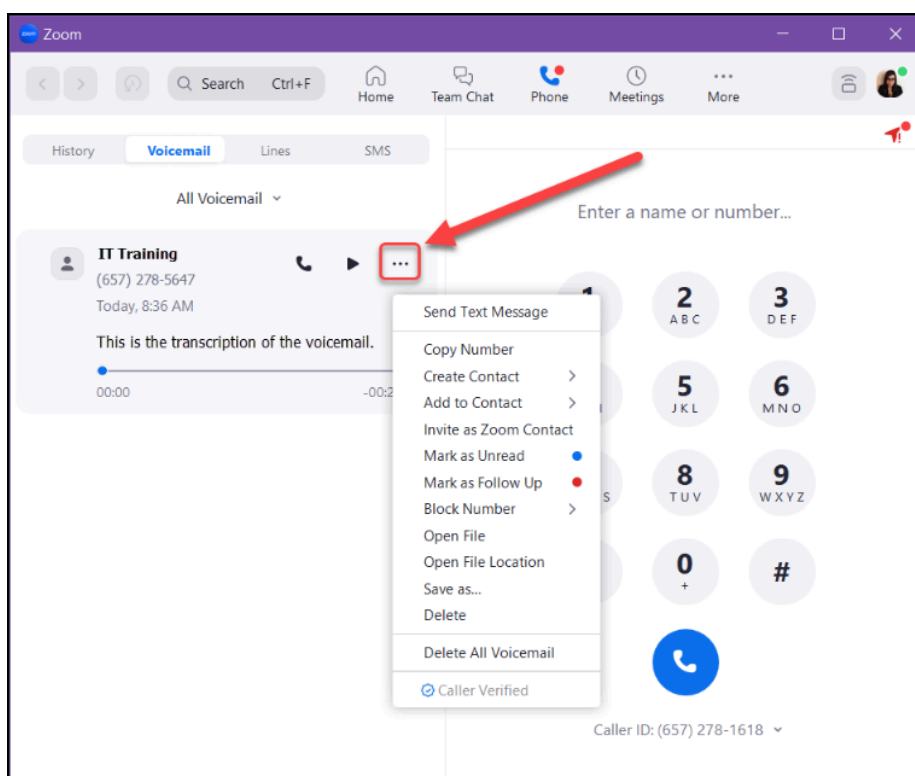 Zoom
Search Ctrl+F
Home
Team Chat
Phone
Meetings
More
History
Voicemail
Lines
SMS
All Voicemail
Enter a name or number...
IT Training
(657) 278-5647
Today, 8:36 AM
This is the transcription of the voicemail.
00:00
-00:2
Send Text Message
Copy Number
Create Contact
Add to Contact
Invite as Zoom Contact
Mark as Unread
Mark as Follow Up
Block Number
Open File
Open File Location
Save as...
Delete
Delete All Voicemail
Caller Verified
1
2
ABC
3
DEF
5
JKL
6
MNO
S
8
TUV
9
WXYZ
0
+
#
Caller ID: (657) 278-1618